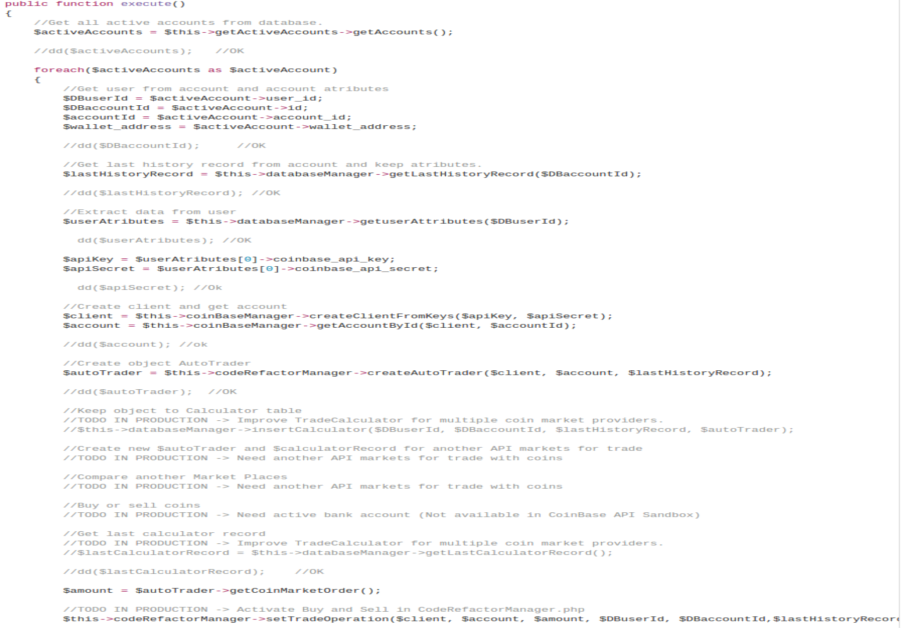 public function execute()
{
//Get all active accounts from database.
$activeAccounts = $this->getActiveAccounts->getAccounts();
//dd($activeAccounts);    //OK
foreach($activeAccounts as $activeAccount)
{
//Get user from account and account atributes
$DBuserId = $activeAccount->user_id;
$DBaccountId = $activeAccount->id;
$accountId = $activeAccount->account_id;
$wallet_address = $activeAccount->wallet_address;
//dd($DBaccountId);      //OK
//Get last history record from account and keep atributes.
$lastHistoryRecord = $this->databaseManager->getLastHistoryRecord($DBaccountId);
//dd($lastHistoryRecord); //OK
//Extract data from user
$userAtributes = $this->databaseManager->getuserAttributes($DBuserId);
dd($userAtributes); //OK
$apiKey = $userAtributes[0]->coinbase_api_key;
$apiSecret = $userAtributes[0]->coinbase_api_secret;
dd($apiSecret); //Ok
//Create client and get account
$client = $this->coinBaseManager->createClientFromKeys($apiKey, $apiSecret);
$account = $this->coinBaseManager->getAccountById($client, $accountId);
//dd($account); //ok
//Create object AutoTrader
$autoTrader = $this->codeRefactorManager->createAutoTrader($client, $account, $lastHistoryRecord);
//dd($autoTrader);  //OK
//Keep object to Calculator table
//TODO IN PRODUCTION -> Improve TradeCalculator for multiple coin market providers.
//$this->databaseManager->insertCalculator($DBuserId, $DBaccountId, $lastHistoryRecord, $autoTrader);
//Create new $autoTrader and $calculatorRecord for another API markets for trade
//TODO IN PRODUCTION -> Need another API markets for trade with coins
//Compare another Market Places
//TODO IN PRODUCTION -> Need another API markets for trade with coins
//Buy or sell coins
//TODO IN PRODUCTION -> Need active bank account (Not available in CoinBase API Sandbox)
//Get last calculator record
//TODO IN PRODUCTION -> Improve TradeCalculator for multiple coin market providers.
//$lastCalculatorRecord = $this->databaseManager->getLastCalculatorRecord();
//dd($lastCalculatorRecord);     //OK
$amount = $autoTrader->getCoinMarketOrder();
//TODO IN PRODUCTION -> Activate Buy and Sell in CodeRefactorManager.php
$this->codeRefactorManager->setTradeOperation($client, $account, $amount, $DBuserId, $DBaccountId,$lastHistoryRecor